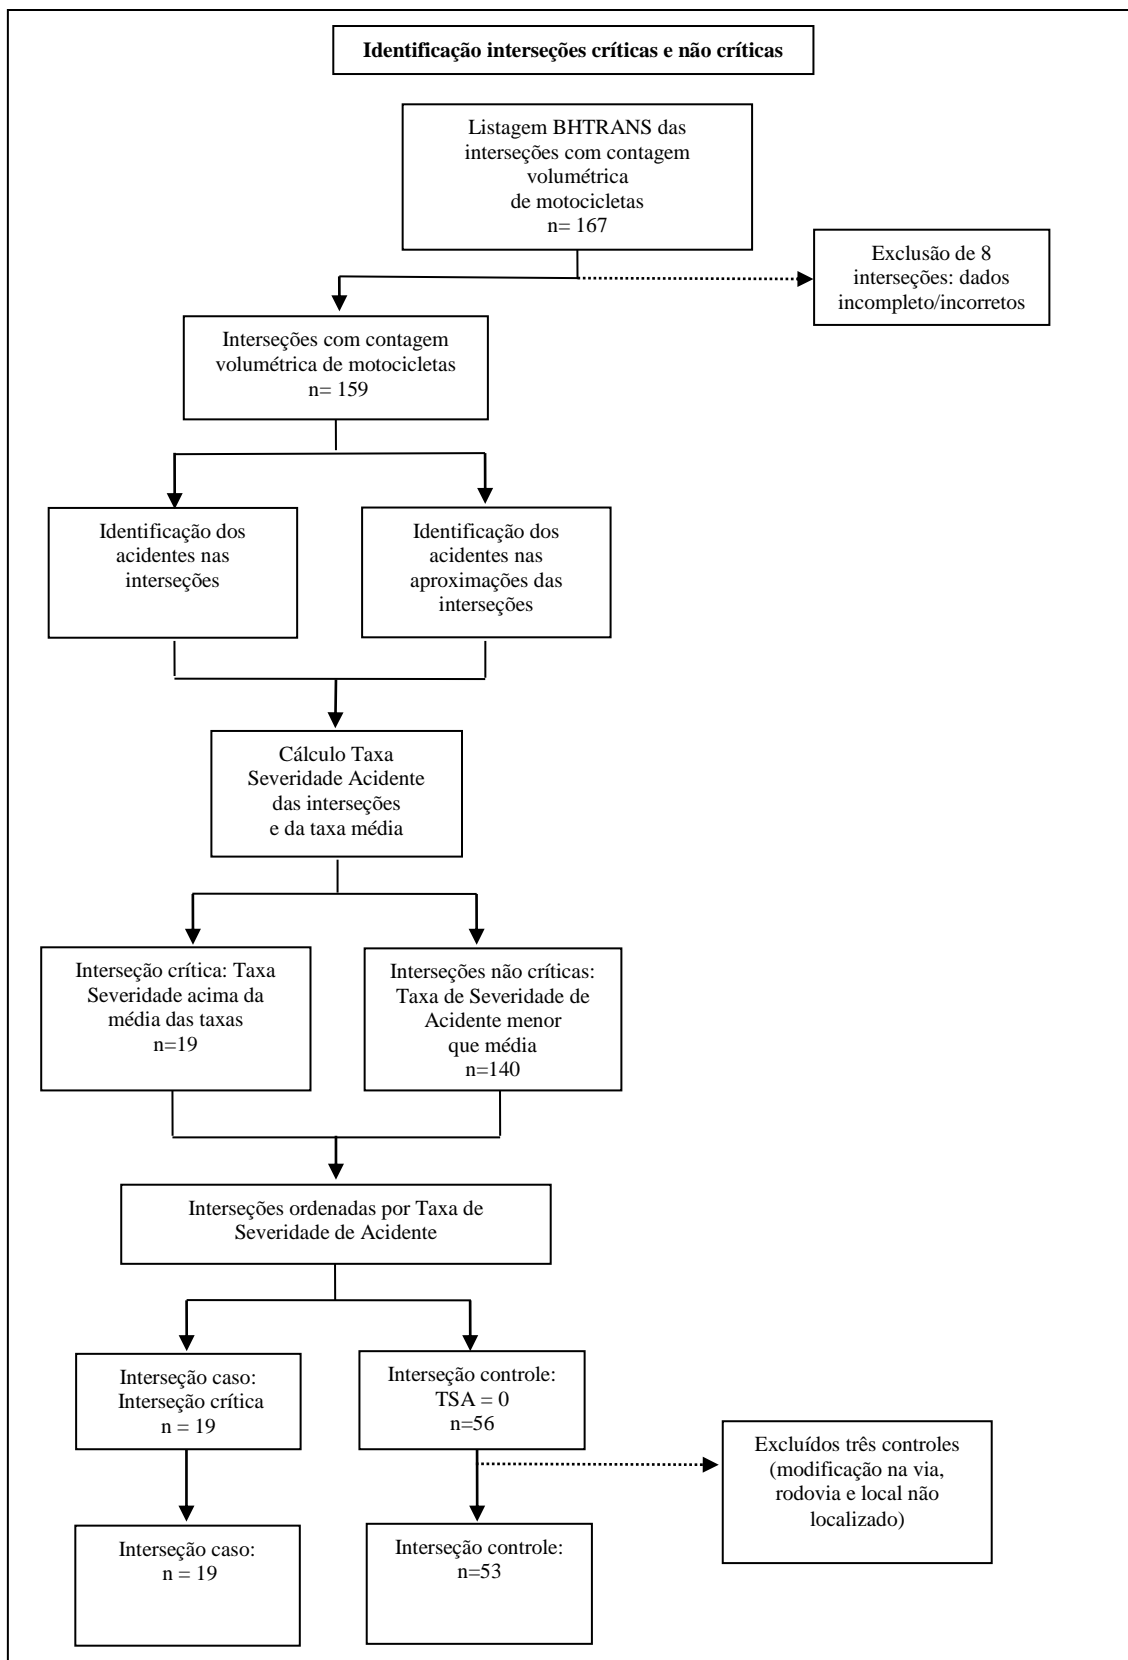 Identificação interseções críticas e não críticas
Listagem BHTRANS das
interseções com contagem
volumétrica
de motocicletas
n= 167
Exclusão de 8
interseções: dados
incompleto/incorretos
Interseções com contagem
volumétrica de motocicletas
n= 159
Identificação dos
acidentes nas
interseções
Identificação dos
acidentes nas
aproximações das
interseções
Cálculo Taxa
Severidade Acidente
das interseções
e da taxa média
Interseção crítica: Taxa
Severidade acima da
média das taxas
n=19
Interseções não críticas:
Taxa de Severidade de
Acidente menor
que média
n=140
Interseções ordenadas por Taxa de
Severidade de Acidente
Interseção caso:
Interseção crítica
n = 19
Interseção controle:
TSA = 0
n=56
Excluídos três controles
(modificação na via,
rodovia e local não
localizado)
Interseção caso:
n = 19
Interseção controle:
n=53